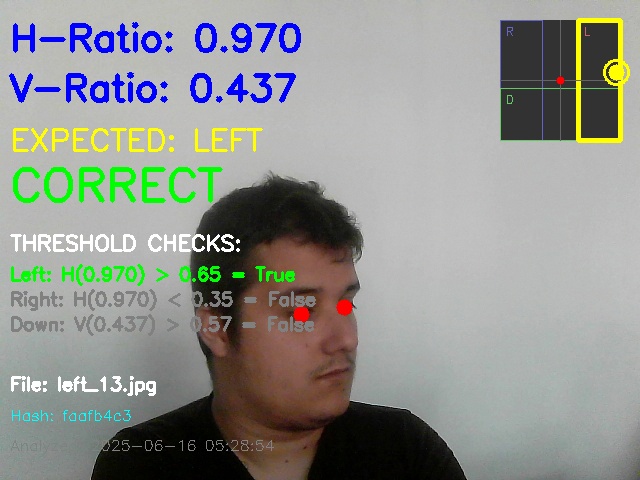 H-Ratio: 0.970
V-Ratio: 0.437
EXPECTED: LEFT
CORRECT
THRESHOLD CHECKS:
Left: H(0.970) > 0.65 = True
Right: H(0.970) < 0.35 = False
Down: V(0.437) > 0.57 = False
File: left_13.jpg
Hash: faafb4c3
2025-06-16 05:28:54
R
L
D